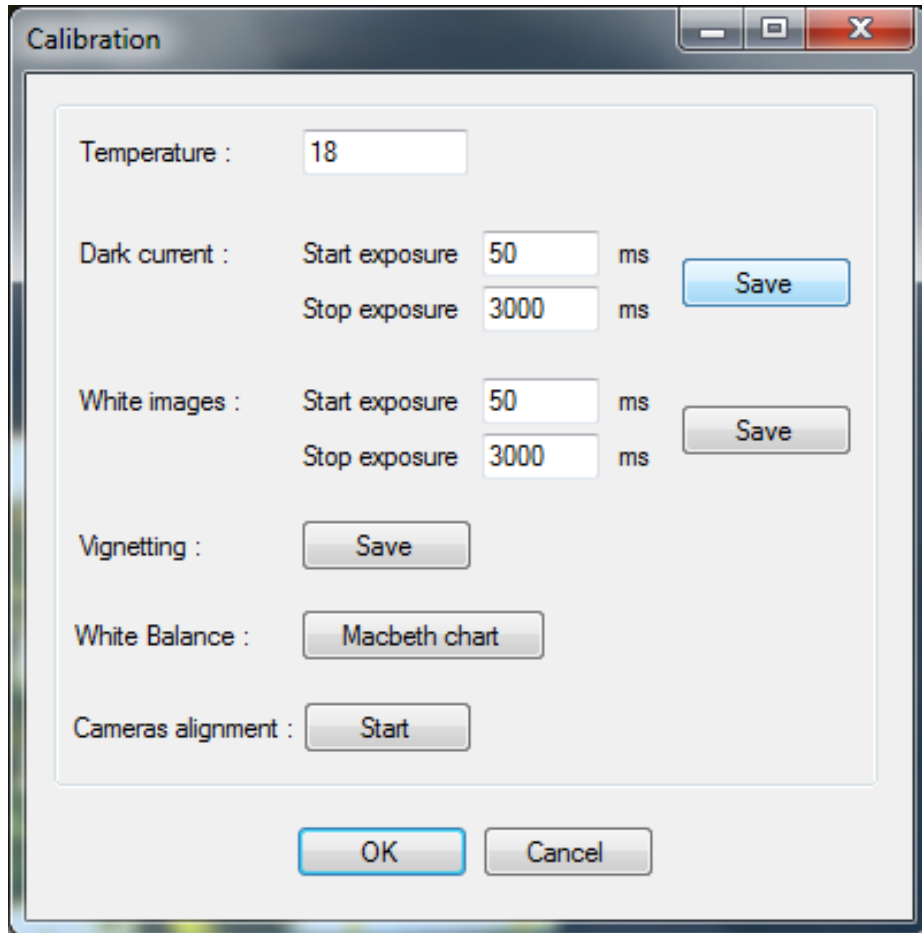 Calibration
Temperature : 18
Dark current : Start exposure 50 ms
Save
Stop exposure 3000 ms
White images : Start exposure 50 ms
Save
Stop exposure 3000 ms
Vignetting : Save
White Balance : Macbeth chart
Cameras alignment : Start
OK Cancel